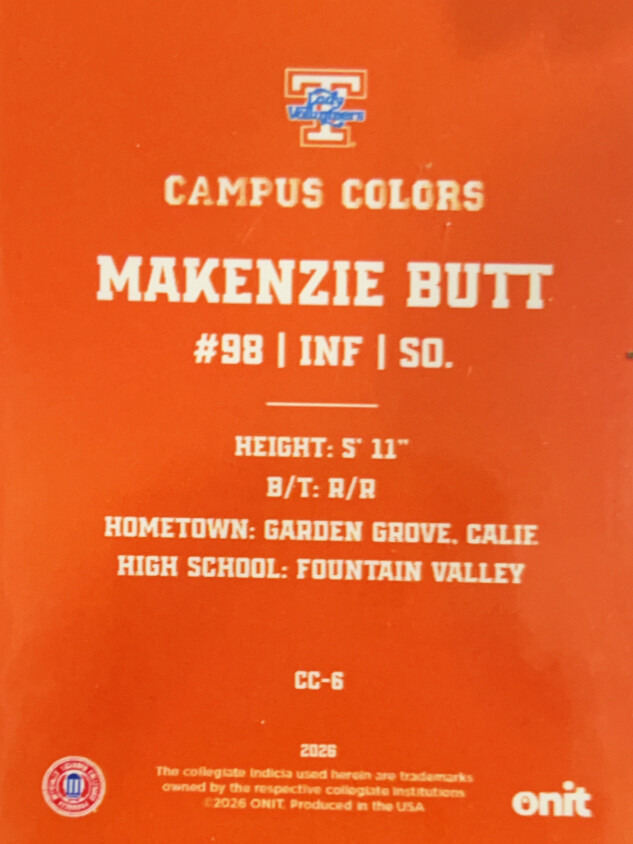 T
Lady
Volunteers
CAMPUS COLORS
MAKENZIE BUTT
#98 | INF | SO.
HEIGHT: 5' 11"
B/T: R/R
HOMETOWN: GARDEN GROVE, CALIF.
HIGH SCHOOL: FOUNTAIN VALLEY
CC-6
2026
The collegiate indicia used herein are trademarks
owned by the respective collegiate institutions
©2026 ONIT. Produced in the USA
onit